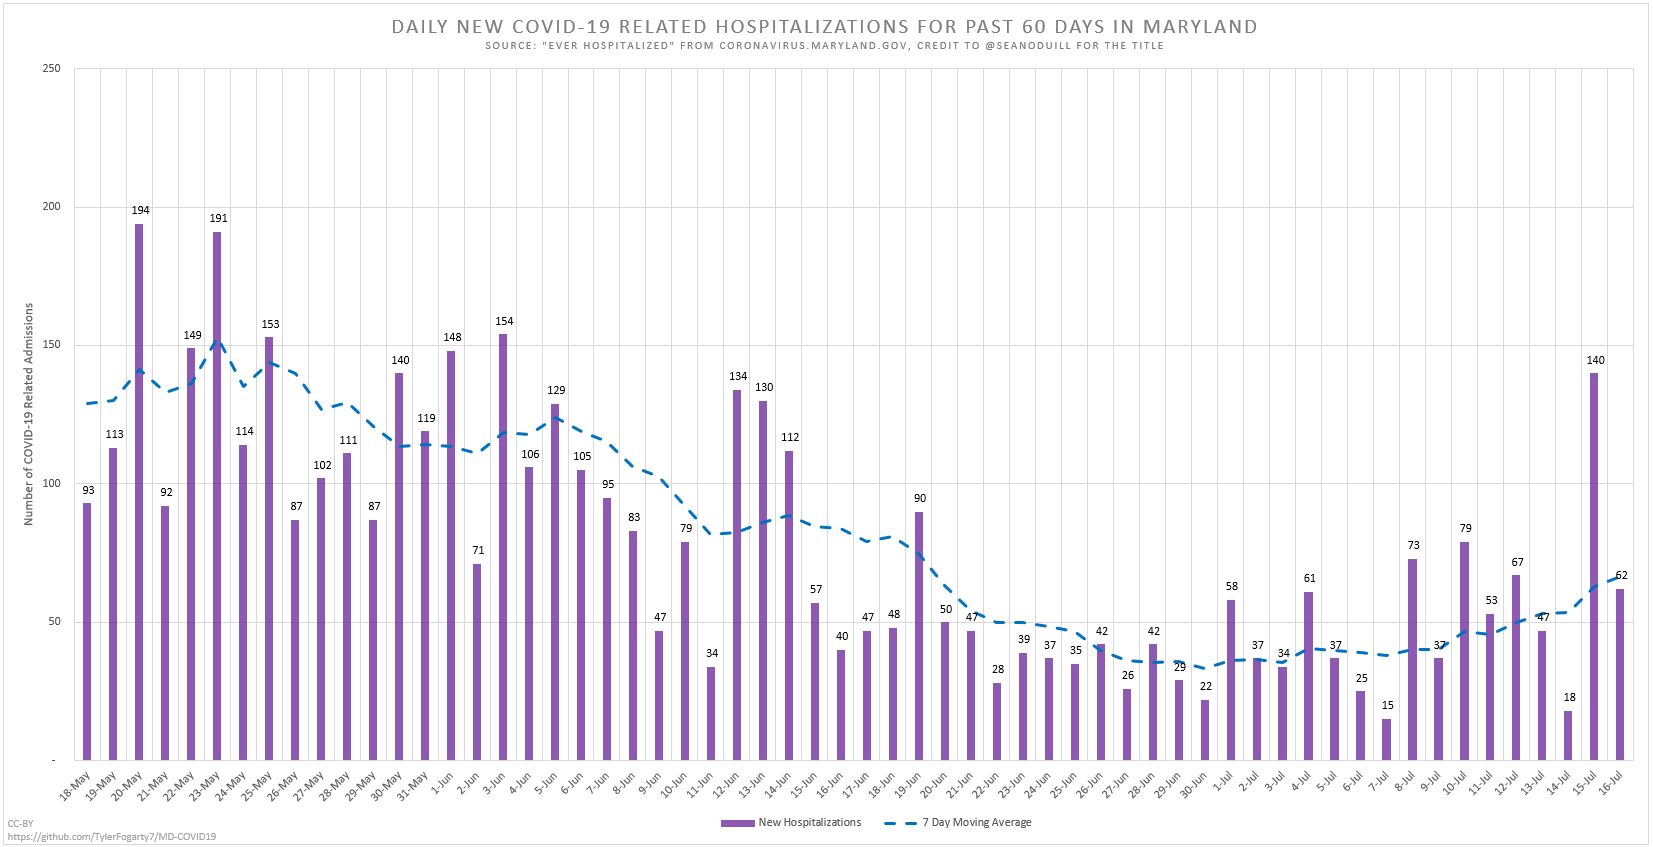 DAILY NEW COVID-19 RELATED HOSPITALIZATIONS FOR PAST 60 DAYS IN MARYLAND
SOURCE: "EVER HOSPITALIZED" FROM CORONAVIRUS.MARYLAND.GOV, CREDIT TO @SEANODUILL FOR THE TITLE
Number of COVID-19 Related Admissions
250
200
150
100
50
-
93
113
194
92
149
191
114
153
87
102
111
87
140
119
148
71
154
106
129
105
95
83
47
79
34
134
130
112
57
40
47
48
90
50
47
28
39
37
35
42
26
42
29
22
58
37
34
61
37
25
15
73
37
79
53
67
47
18
140
62
18-May
19-May
20-May
21-May
22-May
23-May
24-May
25-May
26-May
27-May
28-May
29-May
30-May
31-May
1-Jun
2-Jun
3-Jun
4-Jun
5-Jun
6-Jun
7-Jun
8-Jun
9-Jun
10-Jun
11-Jun
12-Jun
13-Jun
14-Jun
15-Jun
16-Jun
17-Jun
18-Jun
19-Jun
20-Jun
21-Jun
22-Jun
23-Jun
24-Jun
25-Jun
26-Jun
27-Jun
28-Jun
29-Jun
30-Jun
1-Jul
2-Jul
3-Jul
4-Jul
5-Jul
6-Jul
7-Jul
8-Jul
9-Jul
10-Jul
11-Jul
12-Jul
13-Jul
14-Jul
15-Jul
16-Jul
New Hospitalizations
7 Day Moving Average
CC-BY
https://github.com/TylerFogarty7/MD-COVID19